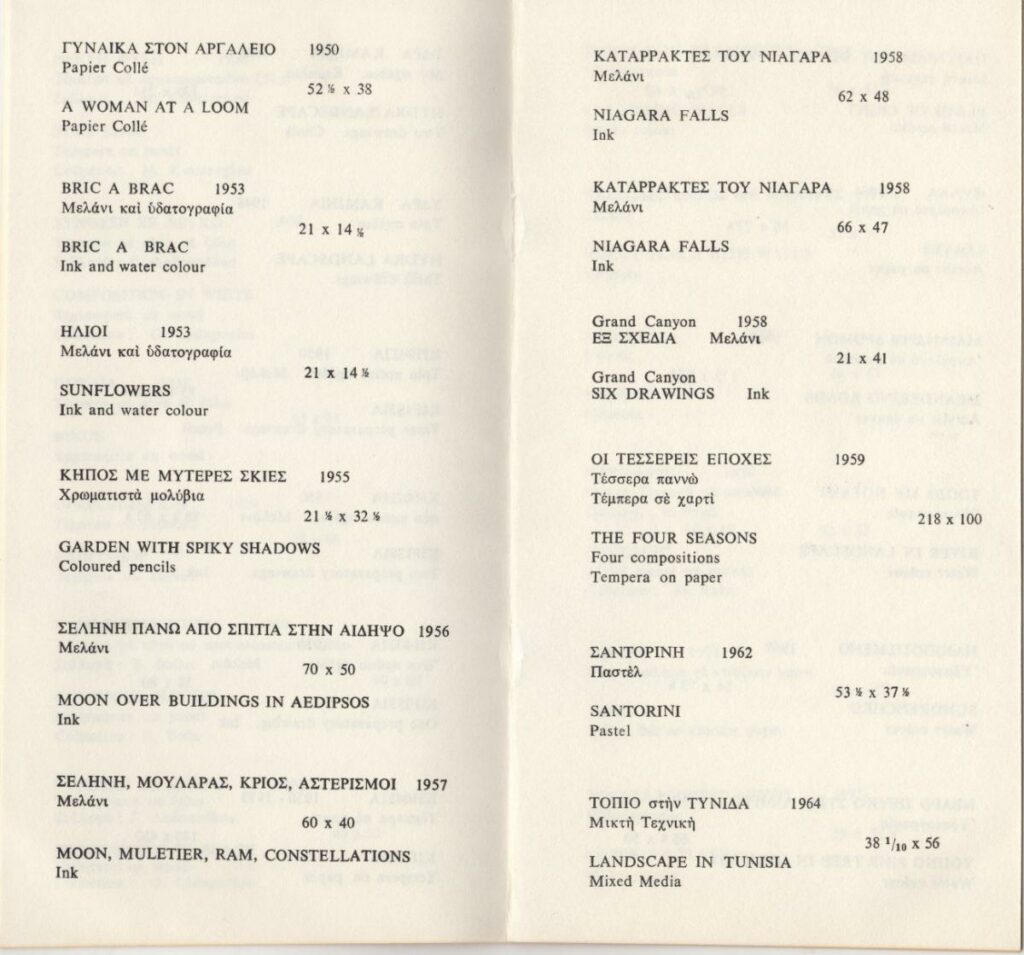 ΓΥΝΑΙΚΑ ΣΤΟΝ ΑΡΓΑΛΕΙΟ 1950
Papier Collé
52 ½ x 38
A WOMAN AT A LOOM
Papier Collé
BRIC A BRAC 1953
Μελάνι καὶ ὑδατογραφία
21 x 14 ½
BRIC A BRAC
Ink and water colour
ΗΛΙΟΙ 1953
Μελάνι καὶ ὑδατογραφία
21 x 14 ½
SUNFLOWERS
Ink and water colour
ΚΗΠΟΣ ΜΕ ΜΥΤΕΡΕΣ ΣΚΙΕΣ 1955
Χρωματιστὰ μολύβια
21 ½ x 32 ½
GARDEN WITH SPIKY SHADOWS
Coloured pencils
ΣΕΛΗΝΗ ΠΑΝΩ ΑΠΟ ΣΠΙΤΙΑ ΣΤΗΝ ΑΙΔΗΨΟ 1956
Μελάνι
70 x 50
MOON OVER BUILDINGS IN AEDIPSOS
Ink
ΣΕΛΗΝΗ, ΜΟΥΛΑΡΑΣ, ΚΡΙΟΣ, ΑΣΤΕΡΙΣΜΟΙ 1957
Μελάνι
60 x 40
MOON, MULETIER, RAM, CONSTELLATIONS
Ink
ΚΑΤΑΡΡΑΚΤΕΣ ΤΟΥ ΝΙΑΓΑΡΑ 1958
Μελάνι
62 x 48
NIAGARA FALLS
Ink
ΚΑΤΑΡΡΑΚΤΕΣ ΤΟΥ ΝΙΑΓΑΡΑ 1958
Μελάνι
66 x 47
NIAGARA FALLS
Ink
Grand Canyon 1958
ΕΞ ΣΧΕΔΙΑ Μελάνι
21 x 41
Grand Canyon
SIX DRAWINGS Ink
ΟΙ ΤΕΣΣΕΡΕΙΣ ΕΠΟΧΕΣ 1959
Τέσσερα παννὼ
Τέμπερα σὲ χαρτὶ
218 x 100
THE FOUR SEASONS
Four compositions
Tempera on paper
ΣΑΝΤΟΡΙΝΗ 1962
Παστὲλ
53 ½ x 37 ½
SANTORINI
Pastel
ΤΟΠΙΟ στὴν ΤΥΝΙΔΑ 1964
Μικτὴ Τεχνικὴ
38 1/10 x 56
LANDSCAPE IN TUNISIA
Mixed Media